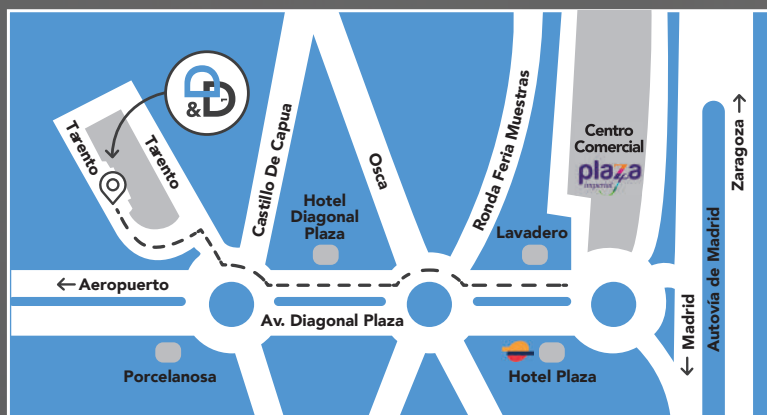 D
&D
Tarento
Tarento
Castillo De Capua
Osca
Ronda Feria Muestras
Centro
Comercial
plaza
imperial
Zaragoza →
Hotel
Diagonal
Plaza
Lavadero
← Aeropuerto
Av. Diagonal Plaza
← Madrid
Autovía de Madrid
Porcelanosa
Hotel Plaza